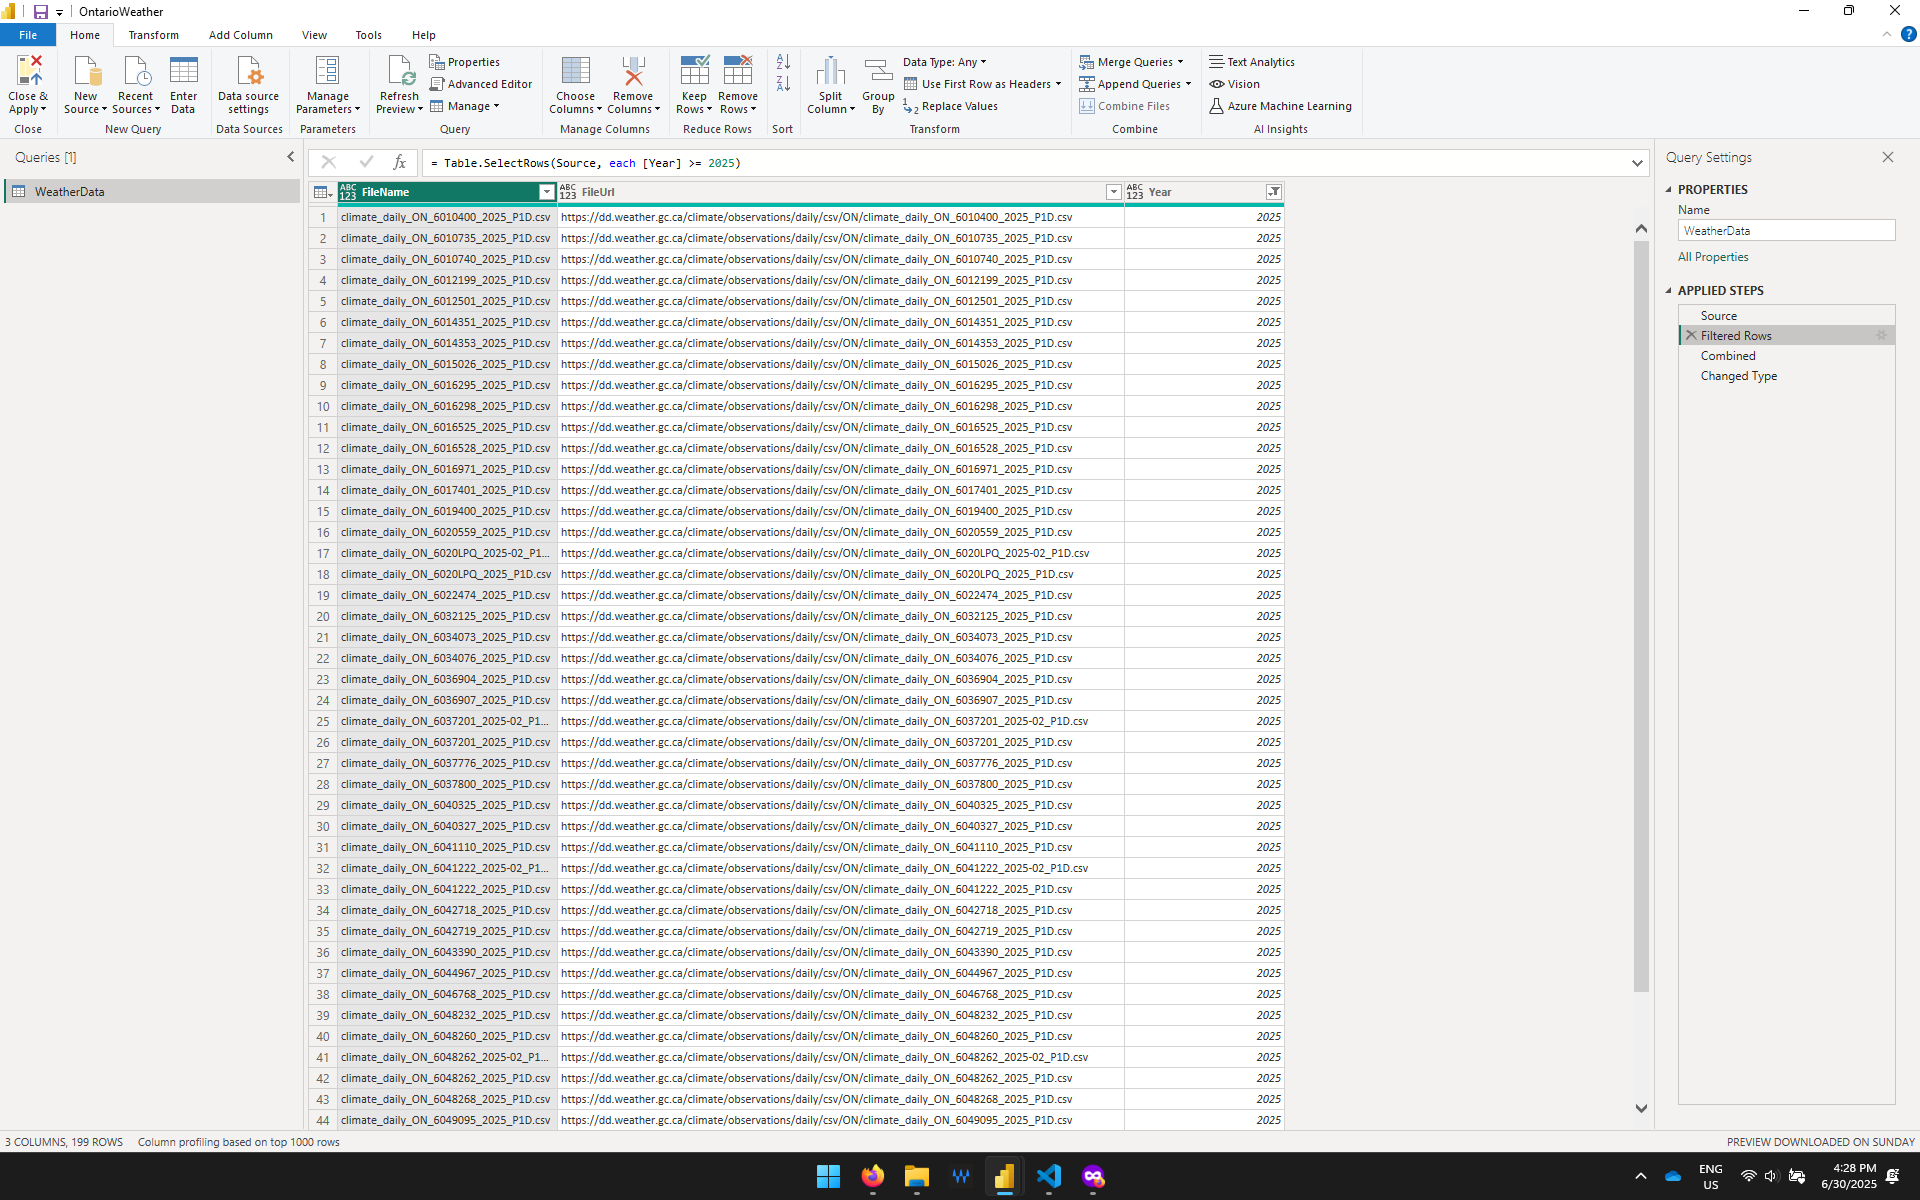 OntarioWeather
File Home Transform Add Column View Tools Help
Close & Apply
Close
New Source
Recent Sources
Enter Data
New Query
Data source settings
Data Sources
Manage Parameters
Parameters
Refresh Preview
Properties
Advanced Editor
Manage
Query
Choose Columns
Remove Columns
Manage Columns
Keep Rows
Remove Rows
Reduce Rows
Sort
Split Column
Group By
Data Type: Any
Use First Row as Headers
Replace Values
Transform
Merge Queries
Append Queries
Combine Files
Combine
Text Analytics
Vision
Azure Machine Learning
AI Insights
Queries [1]
WeatherData
= Table.SelectRows(Source, each [Year] >= 2025)
ABC 123 FileName ABC 123 FileUrl ABC 123 Year
1 climate_daily_ON_6010400_2025_P1D.csv https://dd.weather.gc.ca/climate/observations/daily/csv/ON/climate_daily_ON_6010400_2025_P1D.csv 2025
2 climate_daily_ON_6010735_2025_P1D.csv https://dd.weather.gc.ca/climate/observations/daily/csv/ON/climate_daily_ON_6010735_2025_P1D.csv 2025
3 climate_daily_ON_6010740_2025_P1D.csv https://dd.weather.gc.ca/climate/observations/daily/csv/ON/climate_daily_ON_6010740_2025_P1D.csv 2025
4 climate_daily_ON_6012199_2025_P1D.csv https://dd.weather.gc.ca/climate/observations/daily/csv/ON/climate_daily_ON_6012199_2025_P1D.csv 2025
5 climate_daily_ON_6012501_2025_P1D.csv https://dd.weather.gc.ca/climate/observations/daily/csv/ON/climate_daily_ON_6012501_2025_P1D.csv 2025
6 climate_daily_ON_6014351_2025_P1D.csv https://dd.weather.gc.ca/climate/observations/daily/csv/ON/climate_daily_ON_6014351_2025_P1D.csv 2025
7 climate_daily_ON_6014353_2025_P1D.csv https://dd.weather.gc.ca/climate/observations/daily/csv/ON/climate_daily_ON_6014353_2025_P1D.csv 2025
8 climate_daily_ON_6015026_2025_P1D.csv https://dd.weather.gc.ca/climate/observations/daily/csv/ON/climate_daily_ON_6015026_2025_P1D.csv 2025
9 climate_daily_ON_6016295_2025_P1D.csv https://dd.weather.gc.ca/climate/observations/daily/csv/ON/climate_daily_ON_6016295_2025_P1D.csv 2025
10 climate_daily_ON_6016298_2025_P1D.csv https://dd.weather.gc.ca/climate/observations/daily/csv/ON/climate_daily_ON_6016298_2025_P1D.csv 2025
11 climate_daily_ON_6016525_2025_P1D.csv https://dd.weather.gc.ca/climate/observations/daily/csv/ON/climate_daily_ON_6016525_2025_P1D.csv 2025
12 climate_daily_ON_6016528_2025_P1D.csv https://dd.weather.gc.ca/climate/observations/daily/csv/ON/climate_daily_ON_6016528_2025_P1D.csv 2025
13 climate_daily_ON_6016971_2025_P1D.csv https://dd.weather.gc.ca/climate/observations/daily/csv/ON/climate_daily_ON_6016971_2025_P1D.csv 2025
14 climate_daily_ON_6017401_2025_P1D.csv https://dd.weather.gc.ca/climate/observations/daily/csv/ON/climate_daily_ON_6017401_2025_P1D.csv 2025
15 climate_daily_ON_6019400_2025_P1D.csv https://dd.weather.gc.ca/climate/observations/daily/csv/ON/climate_daily_ON_6019400_2025_P1D.csv 2025
16 climate_daily_ON_6020559_2025_P1D.csv https://dd.weather.gc.ca/climate/observations/daily/csv/ON/climate_daily_ON_6020559_2025_P1D.csv 2025
17 climate_daily_ON_6020LPQ_2025-02_P1... https://dd.weather.gc.ca/climate/observations/daily/csv/ON/climate_daily_ON_6020LPQ_2025-02_P1D.csv 2025
18 climate_daily_ON_6020LPQ_2025_P1D.csv https://dd.weather.gc.ca/climate/observations/daily/csv/ON/climate_daily_ON_6020LPQ_2025_P1D.csv 2025
19 climate_daily_ON_6022474_2025_P1D.csv https://dd.weather.gc.ca/climate/observations/daily/csv/ON/climate_daily_ON_6022474_2025_P1D.csv 2025
20 climate_daily_ON_6032125_2025_P1D.csv https://dd.weather.gc.ca/climate/observations/daily/csv/ON/climate_daily_ON_6032125_2025_P1D.csv 2025
21 climate_daily_ON_6034073_2025_P1D.csv https://dd.weather.gc.ca/climate/observations/daily/csv/ON/climate_daily_ON_6034073_2025_P1D.csv 2025
22 climate_daily_ON_6034076_2025_P1D.csv https://dd.weather.gc.ca/climate/observations/daily/csv/ON/climate_daily_ON_6034076_2025_P1D.csv 2025
23 climate_daily_ON_6036904_2025_P1D.csv https://dd.weather.gc.ca/climate/observations/daily/csv/ON/climate_daily_ON_6036904_2025_P1D.csv 2025
24 climate_daily_ON_6036907_2025_P1D.csv https://dd.weather.gc.ca/climate/observations/daily/csv/ON/climate_daily_ON_6036907_2025_P1D.csv 2025
25 climate_daily_ON_6037201_2025-02_P1... https://dd.weather.gc.ca/climate/observations/daily/csv/ON/climate_daily_ON_6037201_2025-02_P1D.csv 2025
26 climate_daily_ON_6037201_2025_P1D.csv https://dd.weather.gc.ca/climate/observations/daily/csv/ON/climate_daily_ON_6037201_2025_P1D.csv 2025
27 climate_daily_ON_6037776_2025_P1D.csv https://dd.weather.gc.ca/climate/observations/daily/csv/ON/climate_daily_ON_6037776_2025_P1D.csv 2025
28 climate_daily_ON_6037800_2025_P1D.csv https://dd.weather.gc.ca/climate/observations/daily/csv/ON/climate_daily_ON_6037800_2025_P1D.csv 2025
29 climate_daily_ON_6040325_2025_P1D.csv https://dd.weather.gc.ca/climate/observations/daily/csv/ON/climate_daily_ON_6040325_2025_P1D.csv 2025
30 climate_daily_ON_6040327_2025_P1D.csv https://dd.weather.gc.ca/climate/observations/daily/csv/ON/climate_daily_ON_6040327_2025_P1D.csv 2025
31 climate_daily_ON_6041110_2025_P1D.csv https://dd.weather.gc.ca/climate/observations/daily/csv/ON/climate_daily_ON_6041110_2025_P1D.csv 2025
32 climate_daily_ON_6041222_2025-02_P1... https://dd.weather.gc.ca/climate/observations/daily/csv/ON/climate_daily_ON_6041222_2025-02_P1D.csv 2025
33 climate_daily_ON_6041222_2025_P1D.csv https://dd.weather.gc.ca/climate/observations/daily/csv/ON/climate_daily_ON_6041222_2025_P1D.csv 2025
34 climate_daily_ON_6042718_2025_P1D.csv https://dd.weather.gc.ca/climate/observations/daily/csv/ON/climate_daily_ON_6042718_2025_P1D.csv 2025
35 climate_daily_ON_6042719_2025_P1D.csv https://dd.weather.gc.ca/climate/observations/daily/csv/ON/climate_daily_ON_6042719_2025_P1D.csv 2025
36 climate_daily_ON_6043390_2025_P1D.csv https://dd.weather.gc.ca/climate/observations/daily/csv/ON/climate_daily_ON_6043390_2025_P1D.csv 2025
37 climate_daily_ON_6044967_2025_P1D.csv https://dd.weather.gc.ca/climate/observations/daily/csv/ON/climate_daily_ON_6044967_2025_P1D.csv 2025
38 climate_daily_ON_6046768_2025_P1D.csv https://dd.weather.gc.ca/climate/observations/daily/csv/ON/climate_daily_ON_6046768_2025_P1D.csv 2025
39 climate_daily_ON_6048232_2025_P1D.csv https://dd.weather.gc.ca/climate/observations/daily/csv/ON/climate_daily_ON_6048232_2025_P1D.csv 2025
40 climate_daily_ON_6048260_2025_P1D.csv https://dd.weather.gc.ca/climate/observations/daily/csv/ON/climate_daily_ON_6048260_2025_P1D.csv 2025
41 climate_daily_ON_6048262_2025-02_P1... https://dd.weather.gc.ca/climate/observations/daily/csv/ON/climate_daily_ON_6048262_2025-02_P1D.csv 2025
42 climate_daily_ON_6048262_2025_P1D.csv https://dd.weather.gc.ca/climate/observations/daily/csv/ON/climate_daily_ON_6048262_2025_P1D.csv 2025
43 climate_daily_ON_6048268_2025_P1D.csv https://dd.weather.gc.ca/climate/observations/daily/csv/ON/climate_daily_ON_6048268_2025_P1D.csv 2025
44 climate_daily_ON_6049095_2025_P1D.csv https://dd.weather.gc.ca/climate/observations/daily/csv/ON/climate_daily_ON_6049095_2025_P1D.csv 2025
Query Settings
PROPERTIES
Name
WeatherData
All Properties
APPLIED STEPS
Source
Filtered Rows
Combined
Changed Type
3 COLUMNS, 199 ROWS Column profiling based on top 1000 rows
PREVIEW DOWNLOADED ON SUNDAY
ENG
US
4:28 PM
6/30/2025